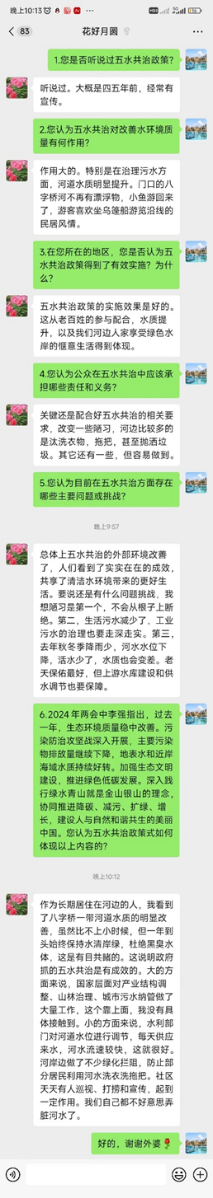 晚上10:13
83
花好月圆
1.您是否听说过五水共治政策?
听说过。大概是四五年前，经常有
宣传。
2.您认为五水共治对改善水环境质
量有何作用?
作用大的。特别是在治理污水方
面，河道水质明显提升。门口的八
字桥河不再有漂浮物，小鱼游回来
了，游客喜欢坐乌篷船游览沿线的
民居风情。
3.在您所在的地区，您是否认为五
水共治政策得到了有效实施? 为什
么?
五水共治政策的实施效果是好的。
这从老百姓的参与配合，水质提
升，以及我们河边人家享受绿色水
岸的惬意生活得到体现。
4.您认为公众在五水共治中应该承
担哪些责任和义务?
关键还是配合好五水共治的相关要
求，改变一些陋习，河边比较多的
是汰洗衣物，拖把，甚至抛洒垃
圾。其它还有一些，但容易做到。
5.您认为目前在五水共治方面存在
哪些主要问题或挑战?
晚上9:57
总体上五水共治的外部环境改善
了，人们看到了实实在在的成效，
共享了清洁水环境带来的更好生
活。要说还是有什么问题挑战，我
想陋习是第一个，不会从根子上断
绝。第二，生活污水减少了，工业
污水的治理也要走深走实。第三，
去年秋冬季降雨少，河水水位下
降，活水少了，水质也会变差。老
天保佑最好，但上游水库建设和供
水调节也要保障。
6.2024年两会中李强指出，过去
一年，生态环境质量稳中改善。污
染防治攻坚战深入开展，主要污染
物排放量继续下降，地表水和近岸
海域水质持续好转。加强生态文明
建设，推进绿色低碳发展。深入践
行绿水青山就是金山银山的理念，
协同推进降碳、减污、扩绿、增
长，建设人与自然和谐共生的美丽
中国。您认为五水共治政策式如何
体现以上内容的?
晚上10:12
作为长期居住在河边的人，我看到
了八字桥一带河道水质的明显改
善，虽然比不上小时候，但一年到
头始终保持水清岸绿，杜绝黑臭水
体，这是有目共睹的。这说明政府
抓的五水共治是有成效的。大的方
面来说，国家层面对产业结构调
整、山林治理、城市污水纳管做了
大量工作，这个靠上面，我没有具
体接触到。小的方面来说，水利部
门对河道水位进行调节，每天供应
来水，河水流速较快，这就很好。
河岸边做了不少绿化拦阻，防止部
分居民利用河水洗衣洗拖把。社区
天天有人巡视、打捞和宣传，起到
一定作用。我们自己都不好意思弄
脏河水了。
好的，谢谢外婆